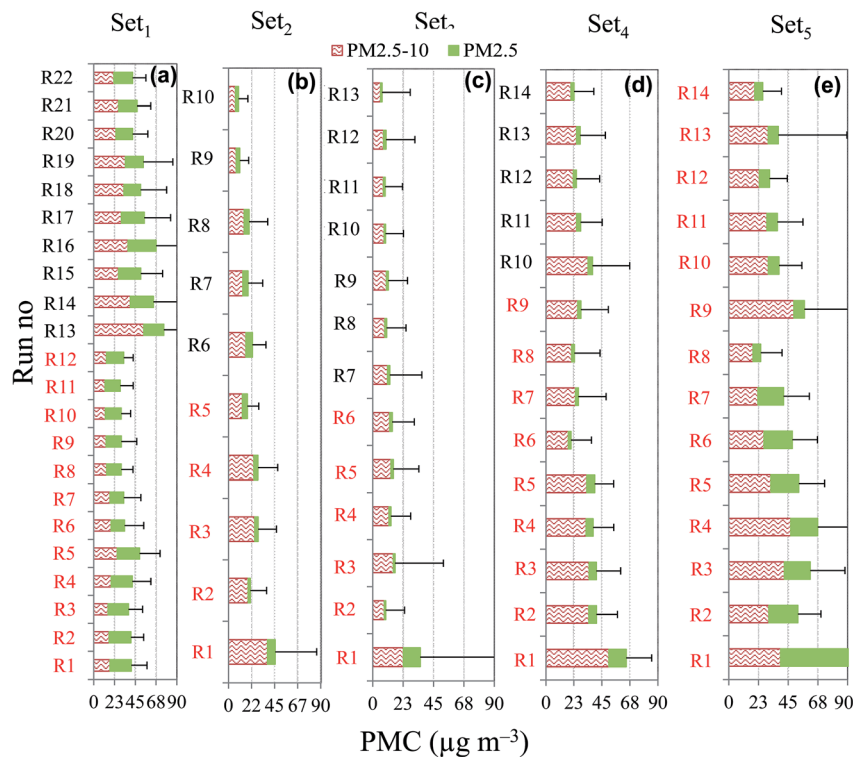 Set1 Set2 Set3 Set4 Set5
PM2.5-10 PM2.5
(a) (b) (c) (d) (e)
Run no
R22
R21
R20
R19
R18
R17
R16
R15
R14
R13
R12
R11
R10
R9
R8
R7
R6
R5
R4
R3
R2
R1
0 23 45 68 90
R10
R9
R8
R7
R6
R5
R4
R3
R2
R1
0 22 45 67 90
R13
R12
R11
R10
R9
R8
R7
R6
R5
R4
R3
R2
R1
0 23 45 68 90
R14
R13
R12
R11
R10
R9
R8
R7
R6
R5
R4
R3
R2
R1
0 23 45 68 90
R14
R13
R12
R11
R10
R9
R8
R7
R6
R5
R4
R3
R2
R1
0 23 45 68 90
PMC (µg m–3)